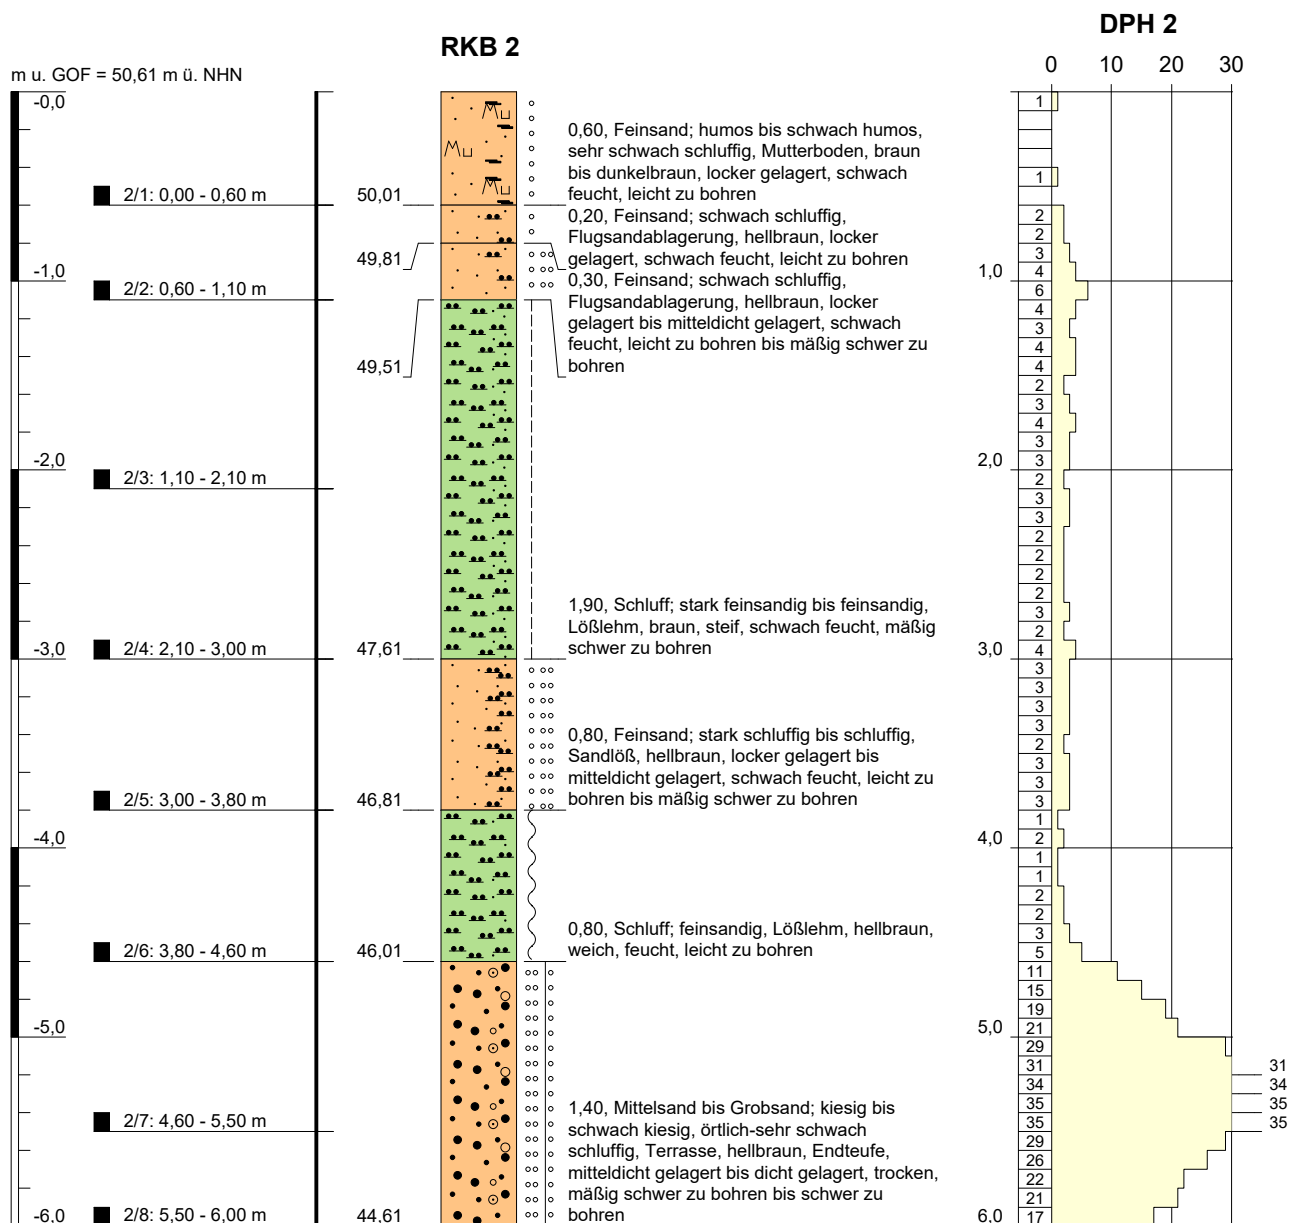 RKB 2
DPH 2
m u. GOF = 50,61 m ü. NHN
0 10 20 30
-0,0
-1,0
-2,0
-3,0
-4,0
-5,0
-6,0
2/1: 0,00 - 0,60 m
2/2: 0,60 - 1,10 m
2/3: 1,10 - 2,10 m
2/4: 2,10 - 3,00 m
2/5: 3,00 - 3,80 m
2/6: 3,80 - 4,60 m
2/7: 4,60 - 5,50 m
2/8: 5,50 - 6,00 m
50,01
49,81
49,51
47,61
46,81
46,01
44,61
Mu
Mu
Mu
0,60, Feinsand; humos bis schwach humos,
sehr schwach schluffig, Mutterboden, braun
bis dunkelbraun, locker gelagert, schwach
feucht, leicht zu bohren
0,20, Feinsand; schwach schluffig,
Flugsandablagerung, hellbraun, locker
gelagert, schwach feucht, leicht zu bohren
0,30, Feinsand; schwach schluffig,
Flugsandablagerung, hellbraun, locker
gelagert bis mitteldicht gelagert, schwach
feucht, leicht zu bohren bis mäßig schwer zu
bohren
1,90, Schluff; stark feinsandig bis feinsandig,
Lößlehm, braun, steif, schwach feucht, mäßig
schwer zu bohren
0,80, Feinsand; stark schluffig bis schluffig,
Sandlöß, hellbraun, locker gelagert bis
mitteldicht gelagert, schwach feucht, leicht zu
bohren bis mäßig schwer zu bohren
0,80, Schluff; feinsandig, Lößlehm, hellbraun,
weich, feucht, leicht zu bohren
1,40, Mittelsand bis Grobsand; kiesig bis
schwach kiesig, örtlich-sehr schwach
schluffig, Terrasse, hellbraun, Endteufe,
mitteldicht gelagert bis dicht gelagert, trocken,
mäßig schwer zu bohren bis schwer zu
bohren
1,0
2,0
3,0
4,0
5,0
6,0
1
1
2
2
3
4
6
4
3
4
4
2
3
4
3
3
2
3
3
2
2
2
2
3
2
4
3
3
3
3
2
3
3
3
1
2
1
1
2
2
3
5
11
15
19
21
29
31
34
35
35
29
26
22
21
17
31
34
35
35